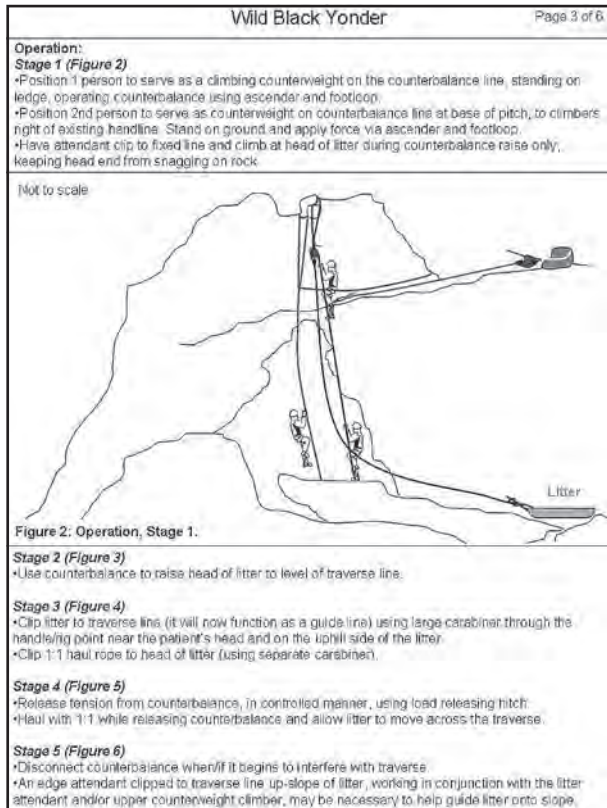 Wild Black Yonder
Page 3 of 6
Operation:
Stage 1 (Figure 2)
•Position 1 person to serve as a climbing counterweight on the counterbalance line, standing on
ledge, operating counterbalance using ascender and footloop.
•Position 2nd person to serve as counterweight on counterbalance line at base of pitch, to climbers
right of existing handline. Stand on ground and apply force via ascender and footloop.
•Have attendant clip to fixed line and climb at head of litter during counterbalance raise only,
keeping head end from snagging on rock.
Not to scale
Litter
Figure 2: Operation, Stage 1.
Stage 2 (Figure 3)
•Use counterbalance to raise head of litter to level of traverse line.
Stage 3 (Figure 4)
•Clip litter to traverse line (it will now function as a guide line) using large carabiner through the
handle/rig point near the patient's head and on the uphill side of the litter.
•Clip 1:1 haul rope to head of litter (using separate carabiner).
Stage 4 (Figure 5)
•Release tension from counterbalance, in controlled manner, using load releasing hitch.
•Haul with 1:1 while releasing counterbalance and allow litter to move across the traverse.
Stage 5 (Figure 6)
•Disconnect counterbalance when/if it begins to interfere with traverse.
•An edge attendant clipped to traverse line up-slope of litter, working in conjunction with the litter
attendant and/or upper counterweight climber, may be necessary to help guide litter onto slope.